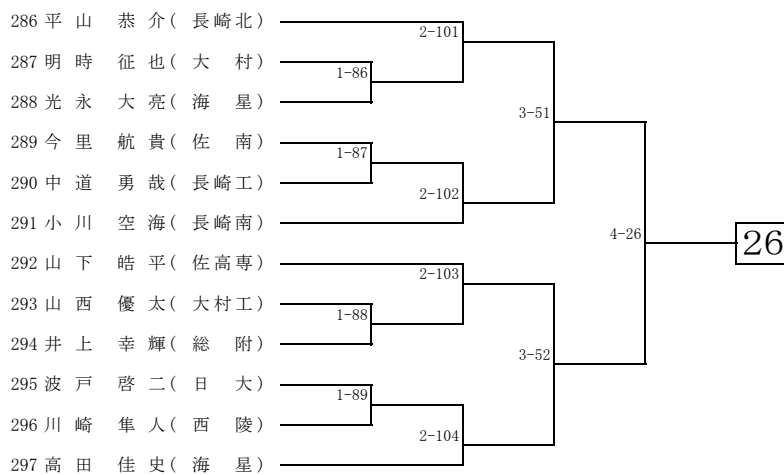 286 平 山 恭 介 ( 長 崎 北 )
2-101
287 明 時 征 也 ( 大 村 )
1-86
288 光 永 大 亮 ( 海 星 )
3-51
289 今 里 航 貴 ( 佐 南 )
1-87
290 中 道 勇 哉 ( 長 崎 工 )
2-102
291 小 川 空 海 ( 長 崎 南 )
4-26
26
292 山 下 皓 平 ( 佐 高 専 )
2-103
293 山 西 優 太 ( 大 村 工 )
1-88
294 井 上 幸 輝 ( 総 附 )
3-52
295 波 戸 啓 二 ( 日 大 )
1-89
296 川 崎 隼 人 ( 西 陵 )
2-104
297 高 田 佳 史 ( 海 星 )